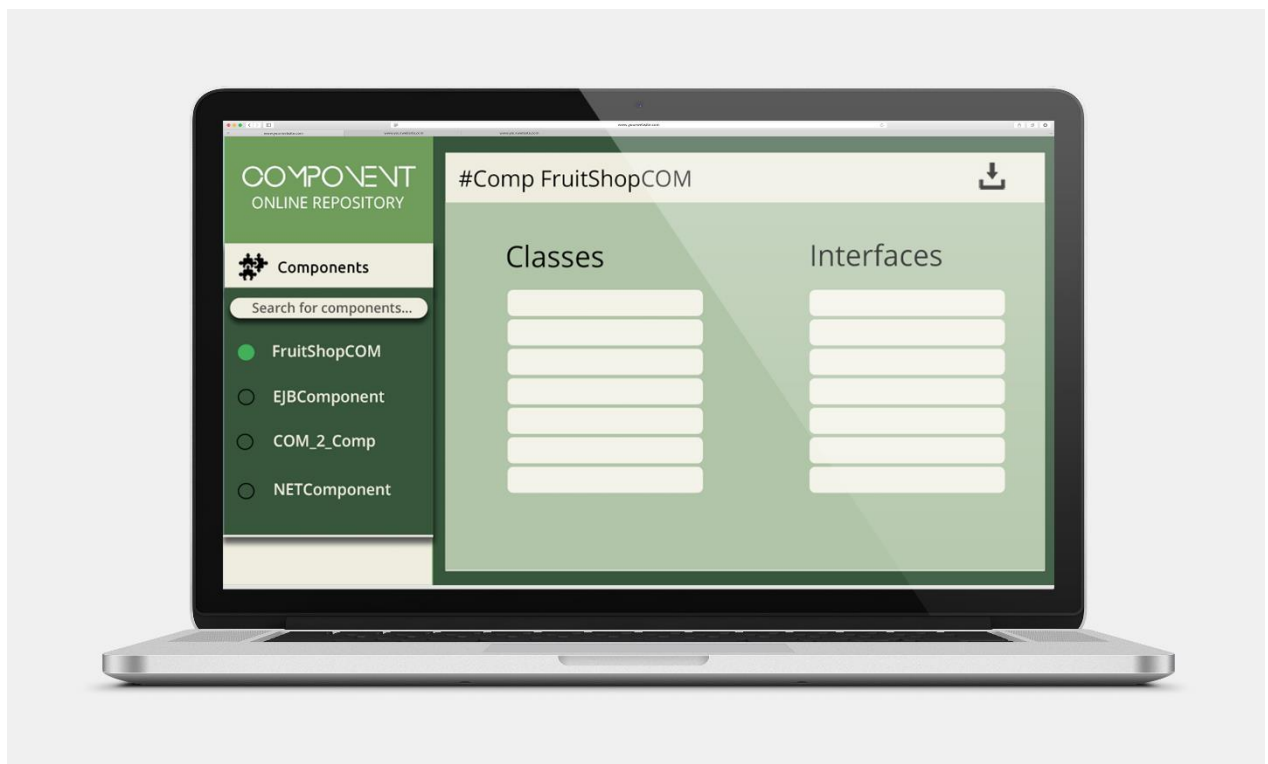 COMPONENT
ONLINE REPOSITORY
Components
Search for components...
FruitShopCOM
EJBComponent
COM_2_Comp
NETComponent
#Comp FruitShopCOM
Classes
Interfaces